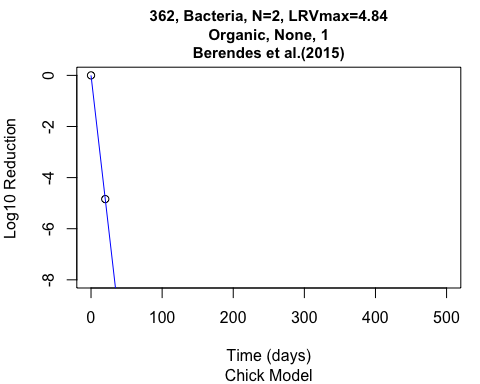 362, Bacteria, N=2, LRVmax=4.84
Organic, None, 1
Berendes et al.(2015)
Log10 Reduction
0
-2
-4
-6
-8
0 100 200 300 400 500
Time (days)
Chick Model